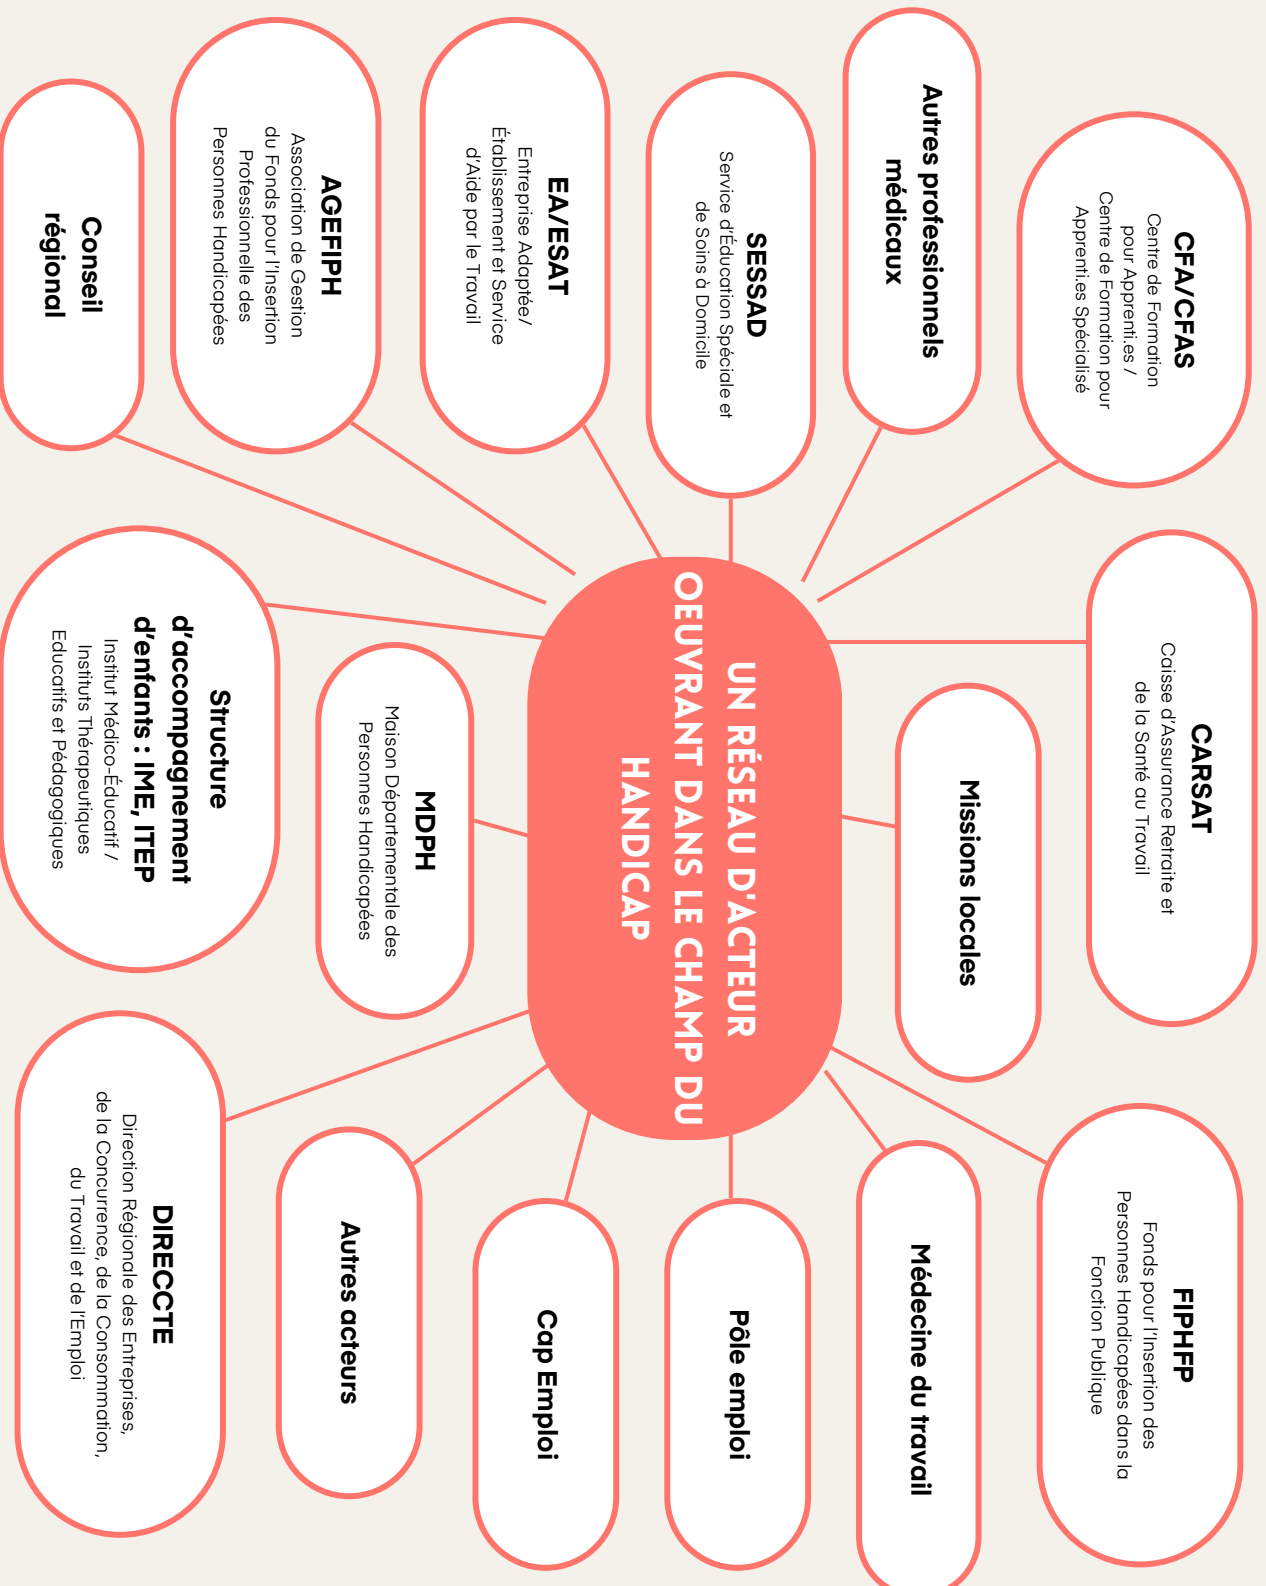 CFA/CFAS
Centre de Formation
pour Apprenti.es /
Centre de Formation pour
Apprenti.es Spécialisé
CARSAT
Caisse d'Assurance Retraite et
de la Santé au Travail
FIPHFP
Fonds pour l'Insertion des
Personnes Handicapées dans la
Fonction Publique
Autres professionnels
médicaux
Missions locales
Médecine du travail
SESSAD
Service d'Éducation Spéciale et
de Soins à Domicile
UN RÉSEAU D'ACTEUR
OEUVRANT DANS LE CHAMP DU
HANDICAP
Pôle emploi
EA/ESAT
Entreprise Adaptée/
Établissement et Service
d'Aide par le Travail
Cap Emploi
AGEFIPH
Association de Gestion
du Fonds pour l'Insertion
Professionnelle des
Personnes Handicapées
MDPH
Maison Départementale des
Personnes Handicapées
Autres acteurs
Conseil
régional
Structure
d'accompagnement
d'enfants : IME, ITEP
Institut Médico-Éducatif /
Instituts Thérapeutiques
Educatifs et Pédagogiques
DIRECCTE
Direction Régionale des Entreprises,
de la Concurrence, de la Consommation,
du Travail et de l'Emploi